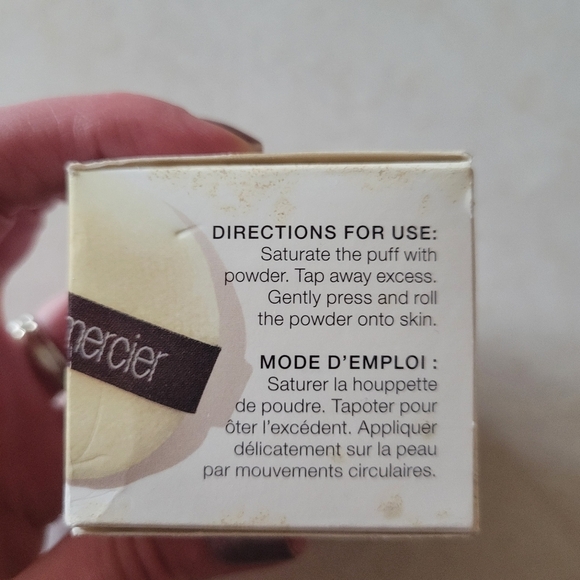 DIRECTIONS FOR USE:
Saturate the puff with
powder. Tap away excess.
Gently press and roll
the powder onto skin.
MODE D'EMPLOI :
Saturer la houppette
de poudre. Tapoter pour
ôter l'excédent. Appliquer
délicatement sur la peau
par mouvements circulaires.
mercier